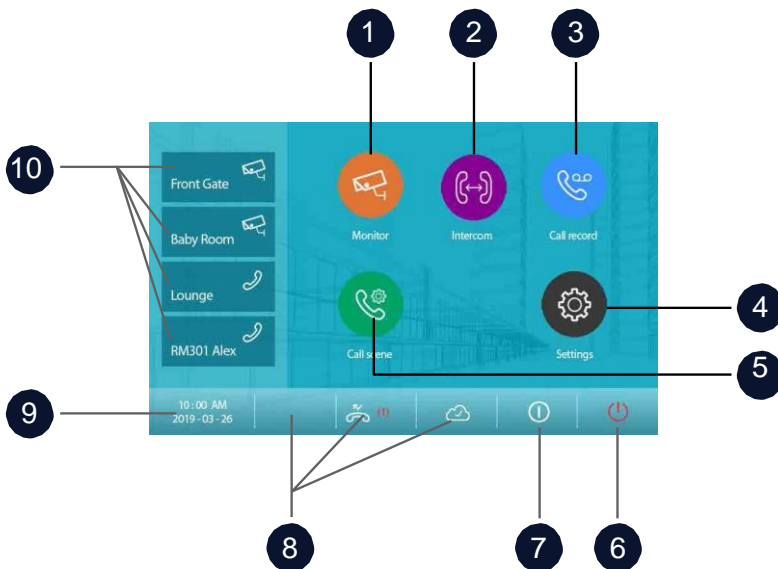 1
2
3
10
Front Gate
Baby Room
Lounge
RM301 Alex
Monitor
Intercom
Call record
Call scene
Settings
4
5
9
10:00 AM
2019-03-26
(1)
8
7
6